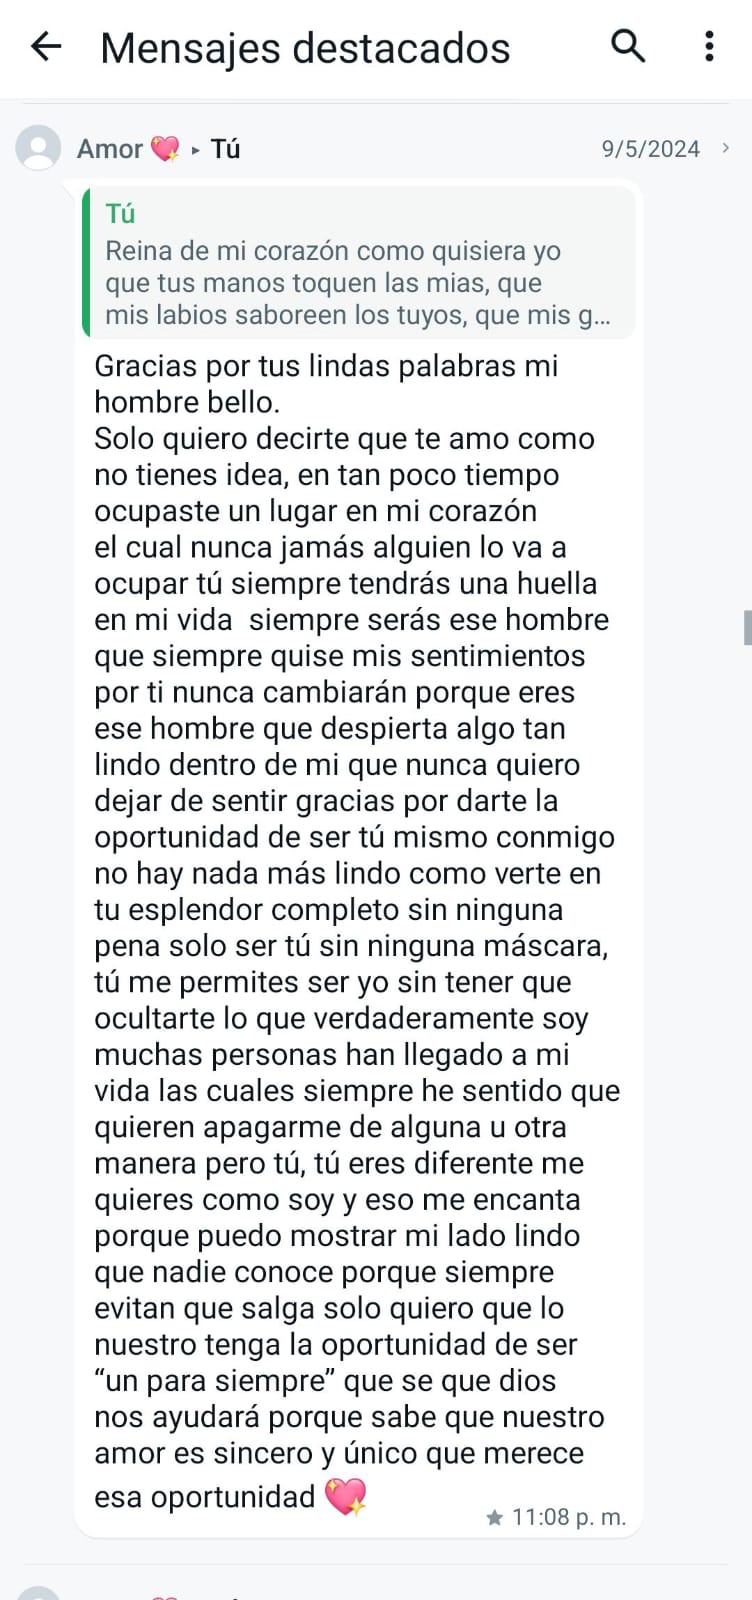 Mensajes destacados
Amor 💖 ▸ Tú 9/5/2024
Tú
Reina de mi corazón como quisiera yo
que tus manos toquen las mias, que
mis labios saboreen los tuyos, que mis g...
Gracias por tus lindas palabras mi
hombre bello.
Solo quiero decirte que te amo como
no tienes idea, en tan poco tiempo
ocupaste un lugar en mi corazón
el cual nunca jamás alguien lo va a
ocupar tú siempre tendrás una huella
en mi vida  siempre serás ese hombre
que siempre quise mis sentimientos
por ti nunca cambiarán porque eres
ese hombre que despierta algo tan
lindo dentro de mi que nunca quiero
dejar de sentir gracias por darte la
oportunidad de ser tú mismo conmigo
no hay nada más lindo como verte en
tu esplendor completo sin ninguna
pena solo ser tú sin ninguna máscara,
tú me permites ser yo sin tener que
ocultarte lo que verdaderamente soy
muchas personas han llegado a mi
vida las cuales siempre he sentido que
quieren apagarme de alguna u otra
manera pero tú, tú eres diferente me
quieres como soy y eso me encanta
porque puedo mostrar mi lado lindo
que nadie conoce porque siempre
evitan que salga solo quiero que lo
nuestro tenga la oportunidad de ser
“un para siempre” que se que dios
nos ayudará porque sabe que nuestro
amor es sincero y único que merece
esa oportunidad 💖
★ 11:08 p. m.